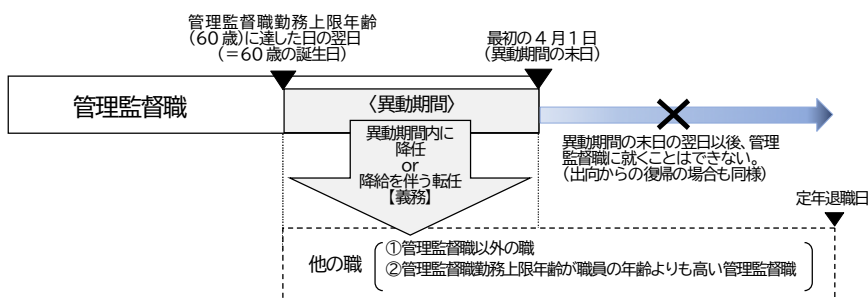 管理監督職勤務上限年齢
(60歳)に達した日の翌日
(=60歳の誕生日)
最初の4月1日
(異動期間の末日)
管理監督職
〈異動期間〉
異動期間内に
降任
or
降給を伴う転任
【義務】
異動期間の末日の翌日以後、管理
監督職に就くことはできない。
(出向からの復帰の場合も同様)
定年退職日
他の職
①管理監督職以外の職
②管理監督職勤務上限年齢が職員の年齢よりも高い管理監督職